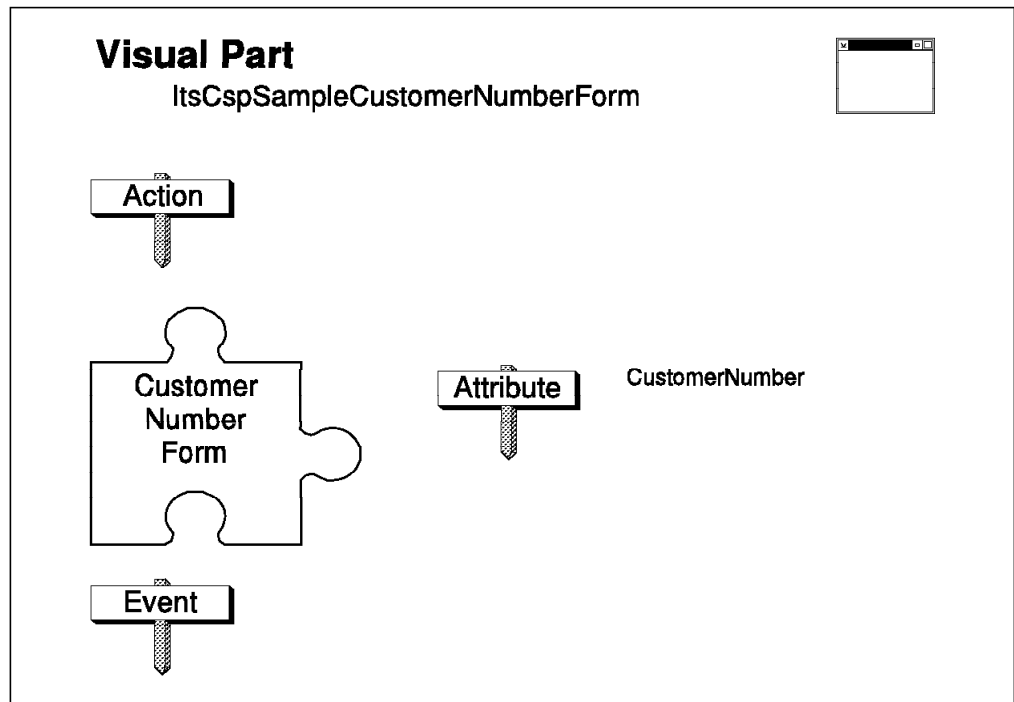 Visual Part
ItsCspSampleCustomerNumberForm
Action
Customer
Number
Form
Attribute
CustomerNumber
Event